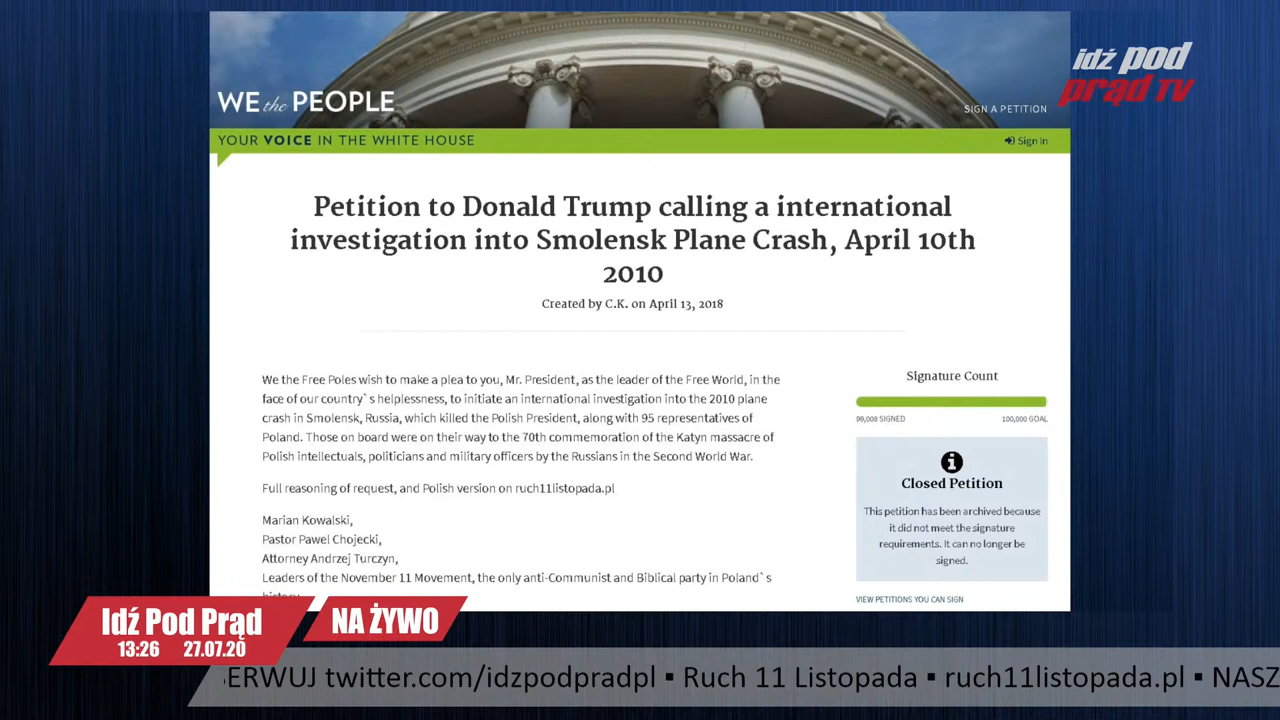 WE the PEOPLE
SIGN A PETITION
idź pod
prąd TV
YOUR VOICE IN THE WHITE HOUSE
Sign In
Petition to Donald Trump calling a international
investigation into Smolensk Plane Crash, April 10th
2010
Created by C.K. on April 13, 2018
We the Free Poles wish to make a plea to you, Mr. President, as the leader of the Free World, in the
face of our country`s helplessness, to initiate an international investigation into the 2010 plane
crash in Smolensk, Russia, which killed the Polish President, along with 95 representatives of
Poland. Those on board were on their way to the 70th commemoration of the Katyn massacre of
Polish intellectuals, politicians and military officers by the Russians in the Second World War.
Full reasoning of request, and Polish version on ruch11listopada.pl
Marian Kowalski,
Pastor Pawel Chojecki,
Attorney Andrzej Turczyn,
Leaders of the November 11 Movement, the only anti-Communist and Biblical party in Poland`s
history.
Signature Count
99,008 SIGNED
100,000 GOAL
Closed Petition
This petition has been archived because
it did not meet the signature
requirements. It can no longer be
signed.
VIEW PETITIONS YOU CAN SIGN
Idź Pod Prąd
NA ŻYWO
13:26 27.07.20
ERWUJ twitter.com/idzpodpradpl ▪ Ruch 11 Listopada ▪ ruch11listopada.pl ▪ NASZ